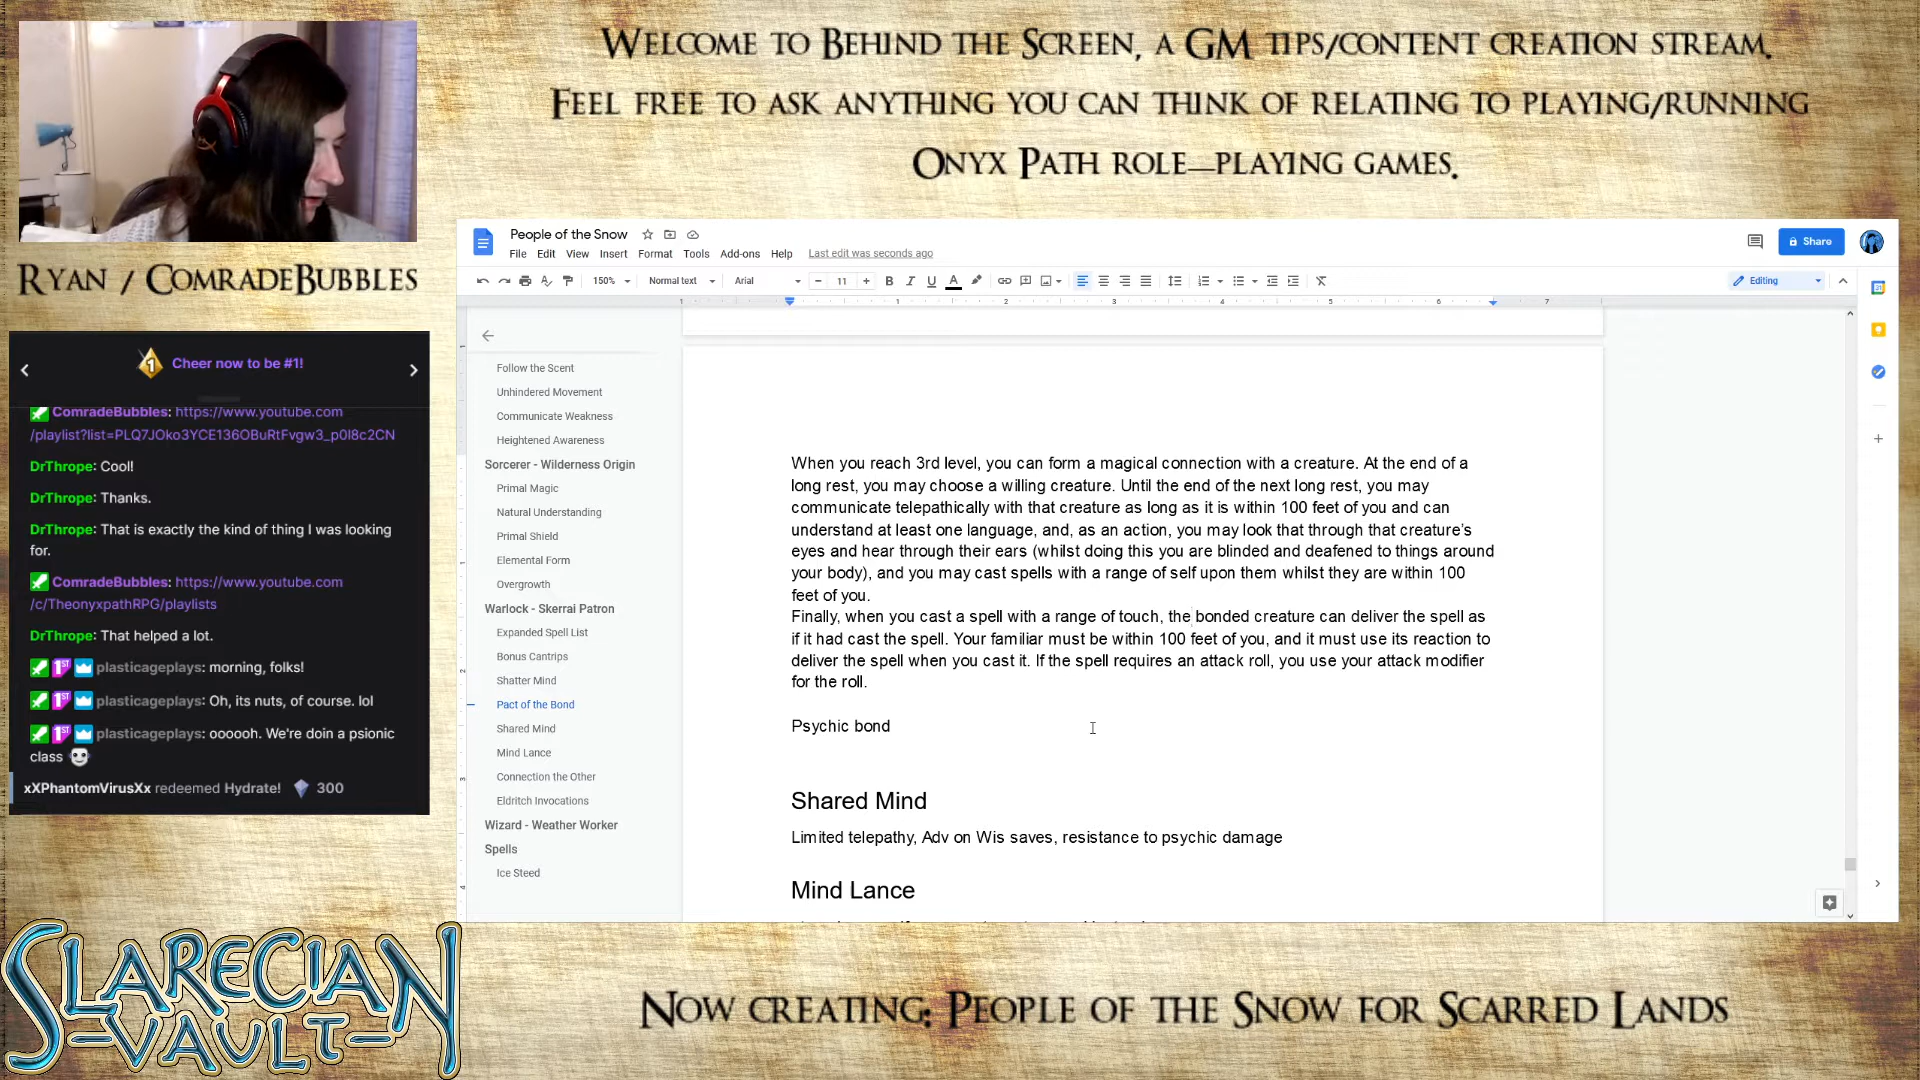 Welcome to Behind the Screen, a GM tips/content creation stream.
Feel free to ask anything you can think of relating to playing/running
Onyx Path role—playing games.
Ryan / ComradeBubbles
Cheer now to be #1!
ComradeBubbles: https://www.youtube.com
/playlist?list=PLQ7JOko3YCE136OBuRtFvgw3_p0l8c2CN
DrThrope: Cool!
DrThrope: Thanks.
DrThrope: That is exactly the kind of thing I was looking
for.
ComradeBubbles: https://www.youtube.com
/c/TheonyxpathRPG/playlists
DrThrope: That helped a lot.
plasticageplays: morning, folks!
plasticageplays: Oh, its nuts, of course. lol
plasticageplays: oooooh. We're doin a psionic
class
xXPhantomVirusXx redeemed Hydrate! 300
People of the Snow
File Edit View Insert Format Tools Add-ons Help Last edit was seconds ago
Share
150% Normal text Arial 11 Editing
1 1 2 3 4 5 6 7
Follow the Scent
Unhindered Movement
Communicate Weakness
Heightened Awareness
Sorcerer - Wilderness Origin
Primal Magic
Natural Understanding
Primal Shield
Elemental Form
Overgrowth
Warlock - Skerrai Patron
Expanded Spell List
Bonus Cantrips
Shatter Mind
Pact of the Bond
Shared Mind
Mind Lance
Connection the Other
Eldritch Invocations
Wizard - Weather Worker
Spells
Ice Steed
When you reach 3rd level, you can form a magical connection with a creature. At the end of a
long rest, you may choose a willing creature. Until the end of the next long rest, you may
communicate telepathically with that creature as long as it is within 100 feet of you and can
understand at least one language, and, as an action, you may look that through that creature's
eyes and hear through their ears (whilst doing this you are blinded and deafened to things around
your body), and you may cast spells with a range of self upon them whilst they are within 100
feet of you.
Finally, when you cast a spell with a range of touch, the bonded creature can deliver the spell as
if it had cast the spell. Your familiar must be within 100 feet of you, and it must use its reaction to
deliver the spell when you cast it. If the spell requires an attack roll, you use your attack modifier
for the roll.
Psychic bond
Shared Mind
Limited telepathy, Adv on Wis saves, resistance to psychic damage
Mind Lance
Slarecian
Vault
Now creating: People of the Snow for Scarred Lands